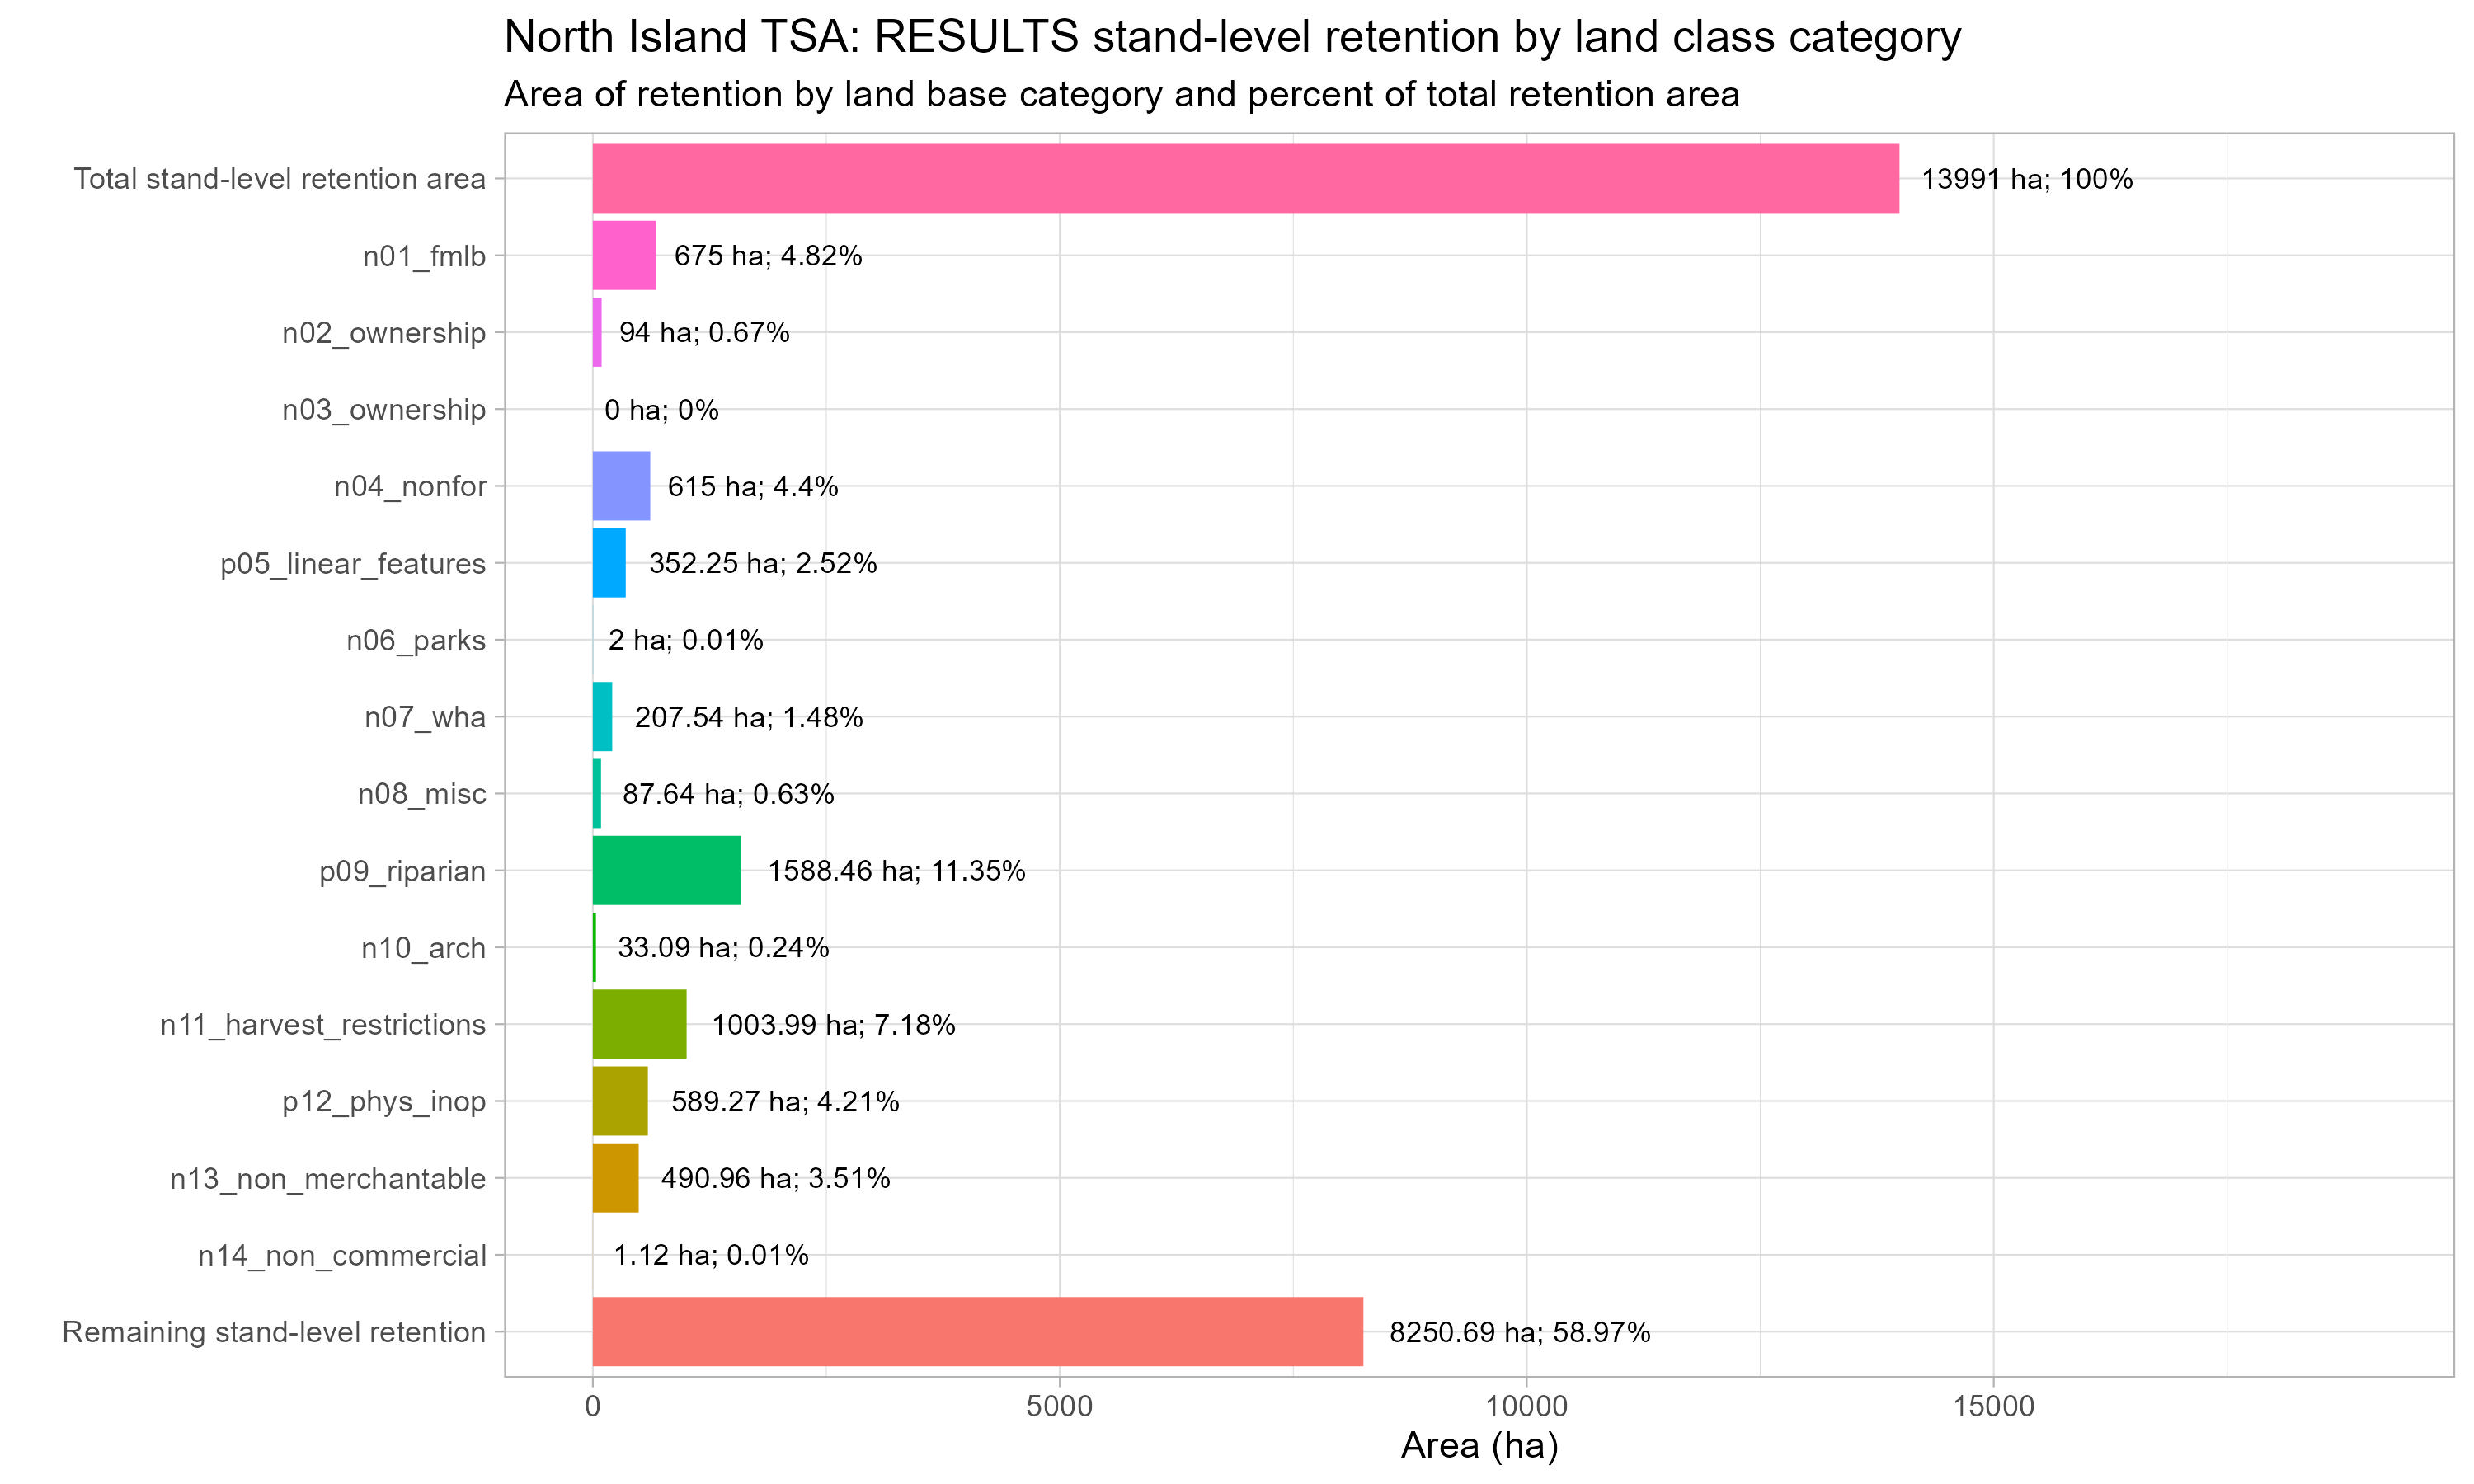 North Island TSA: RESULTS stand-level retention by land class category
Area of retention by land base category and percent of total retention area
Total stand-level retention area 13991 ha; 100%
n01_fmlb 675 ha; 4.82%
n02_ownership 94 ha; 0.67%
n03_ownership 0 ha; 0%
n04_nonfor 615 ha; 4.4%
p05_linear_features 352.25 ha; 2.52%
n06_parks 2 ha; 0.01%
n07_wha 207.54 ha; 1.48%
n08_misc 87.64 ha; 0.63%
p09_riparian 1588.46 ha; 11.35%
n10_arch 33.09 ha; 0.24%
n11_harvest_restrictions 1003.99 ha; 7.18%
p12_phys_inop 589.27 ha; 4.21%
n13_non_merchantable 490.96 ha; 3.51%
n14_non_commercial 1.12 ha; 0.01%
Remaining stand-level retention 8250.69 ha; 58.97%
0 5000 10000 15000
Area (ha)